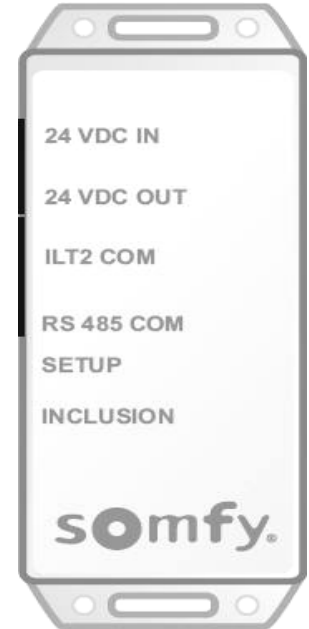 24 VDC IN
24 VDC OUT
ILT2 COM
RS 485 COM
SETUP
INCLUSION
somfy®